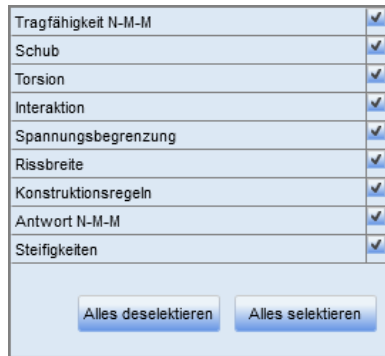 Tragfähigkeit N-M-M
Schub
Torsion
Interaktion
Spannungsbegrenzung
Rissbreite
Konstruktionsregeln
Antwort N-M-M
Steifigkeiten
Alles deselektieren Alles selektieren